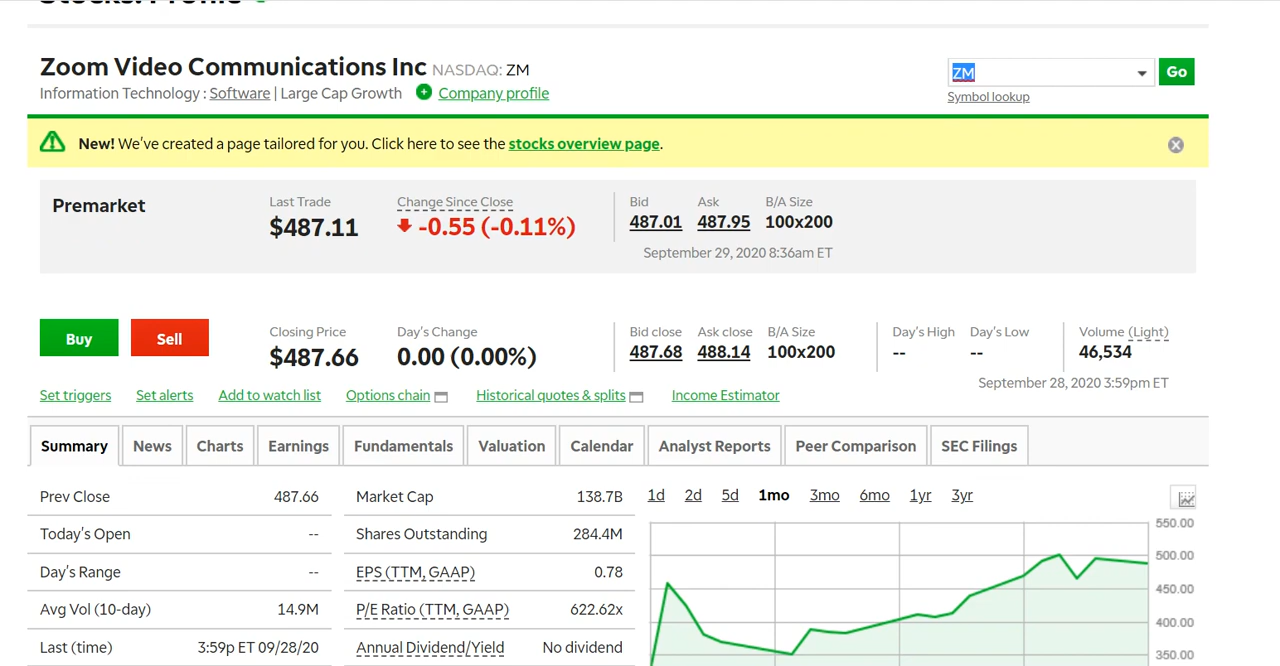 Stocks: Profile
Zoom Video Communications Inc NASDAQ: ZM
Information Technology : Software | Large Cap Growth Company profile
ZM Go
Symbol lookup
New! We've created a page tailored for you. Click here to see the stocks overview page.
Premarket
Last Trade
$487.11
Change Since Close
-0.55 (-0.11%)
Bid Ask B/A Size
487.01 487.95 100x200
September 29, 2020 8:36am ET
Buy Sell
Closing Price
$487.66
Day's Change
0.00 (0.00%)
Bid close Ask close B/A Size
487.68 488.14 100x200
Day's High Day's Low
-- --
Volume (Light)
46,534
September 28, 2020 3:59pm ET
Set triggers Set alerts Add to watch list Options chain Historical quotes & splits Income Estimator
Summary News Charts Earnings Fundamentals Valuation Calendar Analyst Reports Peer Comparison SEC Filings
Prev Close 487.66
Today's Open --
Day's Range --
Avg Vol (10-day) 14.9M
Last (time) 3:59p ET 09/28/20
Market Cap 138.7B
Shares Outstanding 284.4M
EPS (TTM, GAAP) 0.78
P/E Ratio (TTM, GAAP) 622.62x
Annual Dividend/Yield No dividend
1d 2d 5d 1mo 3mo 6mo 1yr 3yr
550.00
500.00
450.00
400.00
350.00